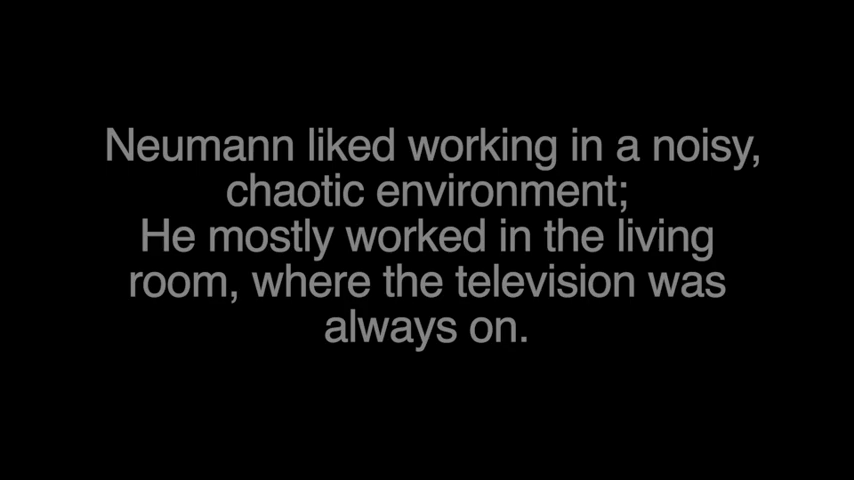 Neumann liked working in a noisy,
chaotic environment;
He mostly worked in the living
room, where the television was
always on.